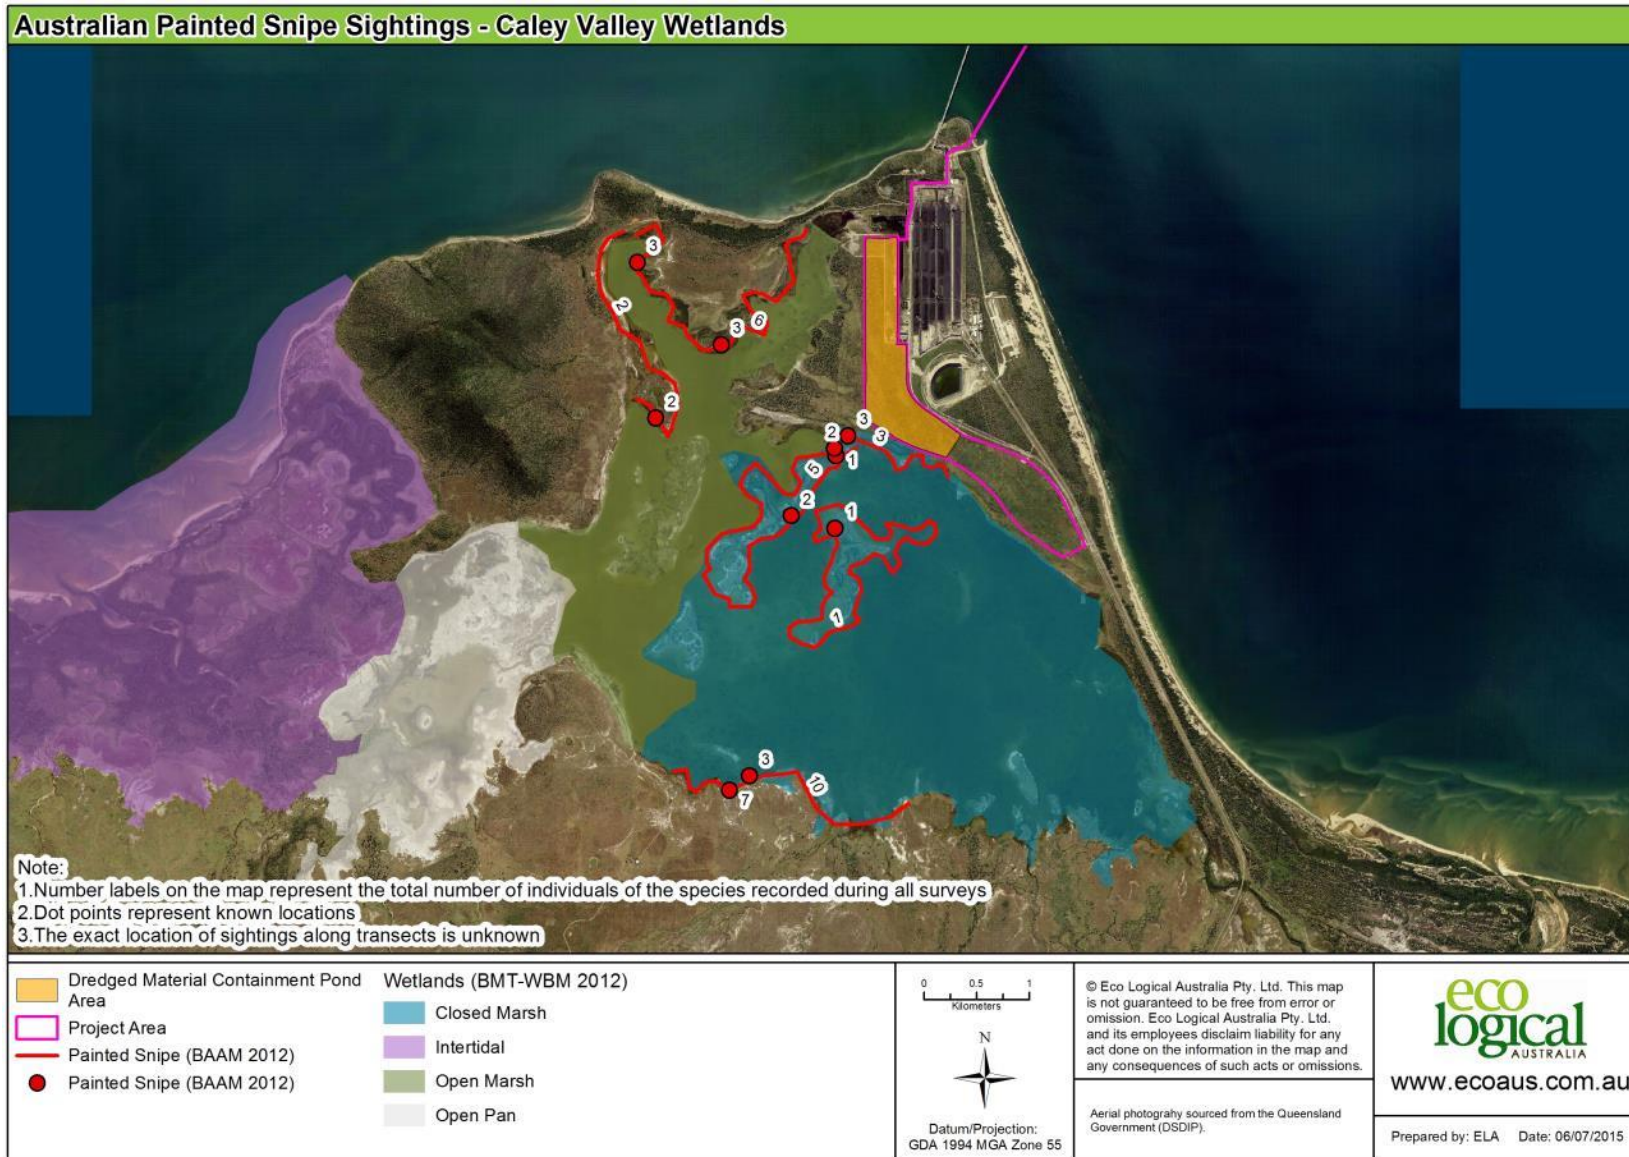 Australian Painted Snipe Sightings - Caley Valley Wetlands
3
2
6
3
2
3
2
3
1
5
2
1
1
3
10
7
Note:
1.Number labels on the map represent the total number of individuals of the species recorded during all surveys
2.Dot points represent known locations
3.The exact location of sightings along transects is unknown
Dredged Material Containment Pond
Area
Project Area
Painted Snipe (BAAM 2012)
Painted Snipe (BAAM 2012)
Wetlands (BMT-WBM 2012)
Closed Marsh
Intertidal
Open Marsh
Open Pan
0 0.5 1
Kilometers
N
Datum/Projection:
GDA 1994 MGA Zone 55
© Eco Logical Australia Pty. Ltd. This map
is not guaranteed to be free from error or
omission. Eco Logical Australia Pty. Ltd.
and its employees disclaim liability for any
act done on the information in the map and
any consequences of such acts or omissions.
Aerial photograhy sourced from the Queensland
Government (DSDIP).
eco
logical
AUSTRALIA
www.ecoaus.com.au
Prepared by: ELA Date: 06/07/2015